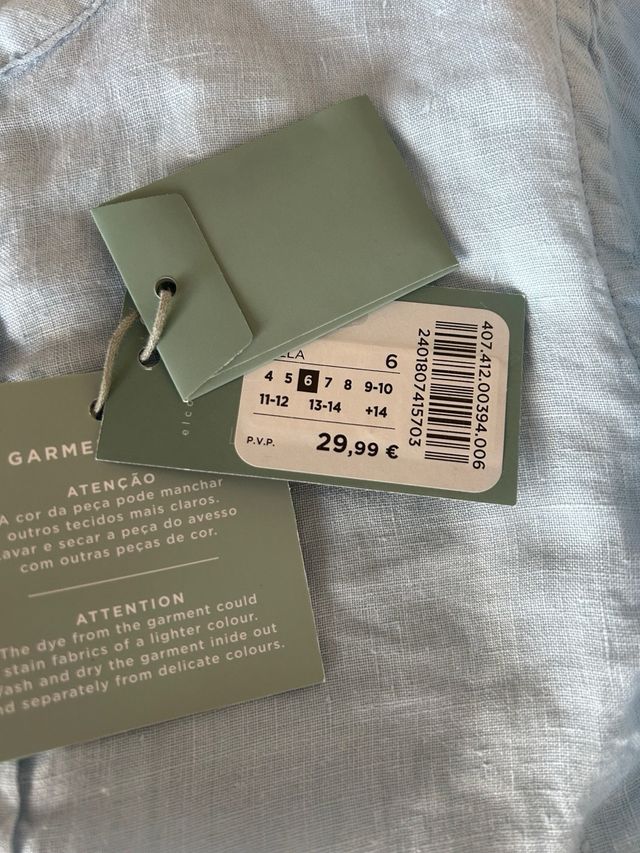 6
4 5 6 7 8 9-10
11-12 13-14 +14
P.V.P. 29,99 €
407.412.00394.006
2401807415703
GARME
ATENÇÃO
A cor da peça pode manchar
outros tecidos mais claros.
avar e secar a peça do avesso
com outras peças de cor.
ATTENTION
The dye from the garment could
stain fabrics of a lighter colour.
Wash and dry the garment inide out
nd separately from delicate colours.